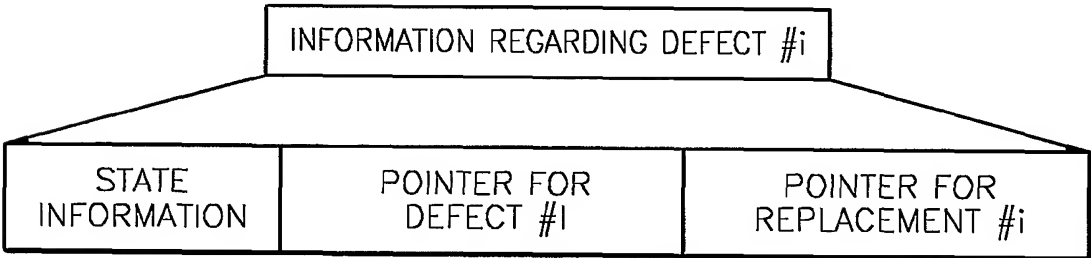 INFORMATION REGARDING DEFECT #i
STATE
INFORMATION
POINTER FOR
DEFECT #I
POINTER FOR
REPLACEMENT #i